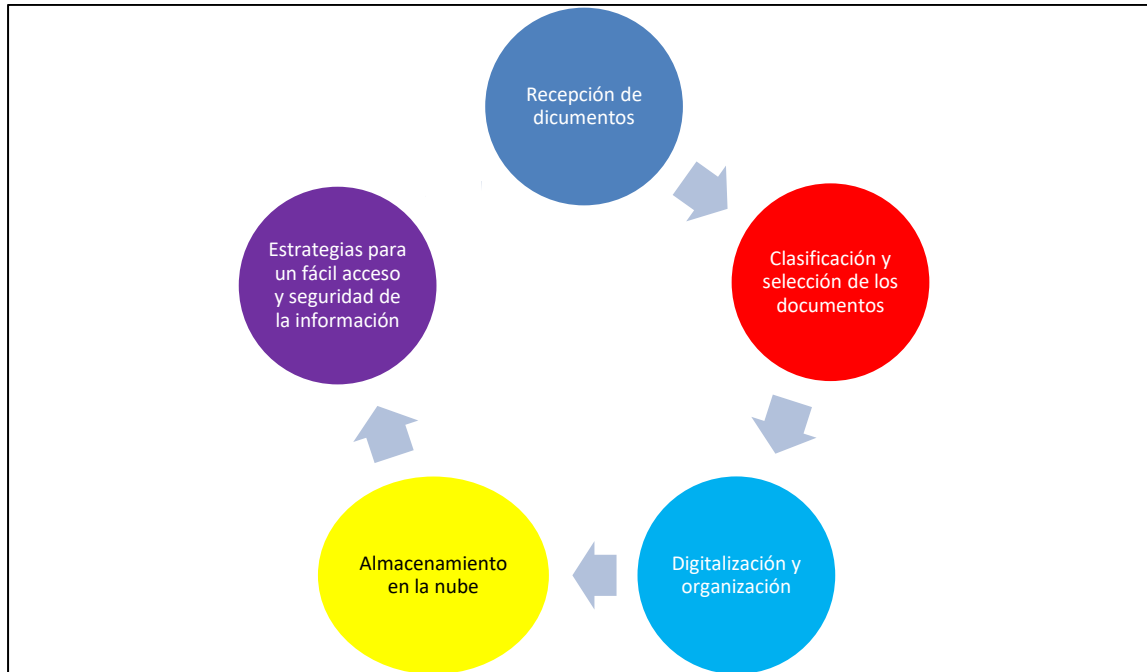 Recepción de
dicumentos
Clasificación y
selección de los
documentos
Digitalización y
organización
Almacenamiento
en la nube
Estrategias para
un fácil acceso
y seguridad de
la información